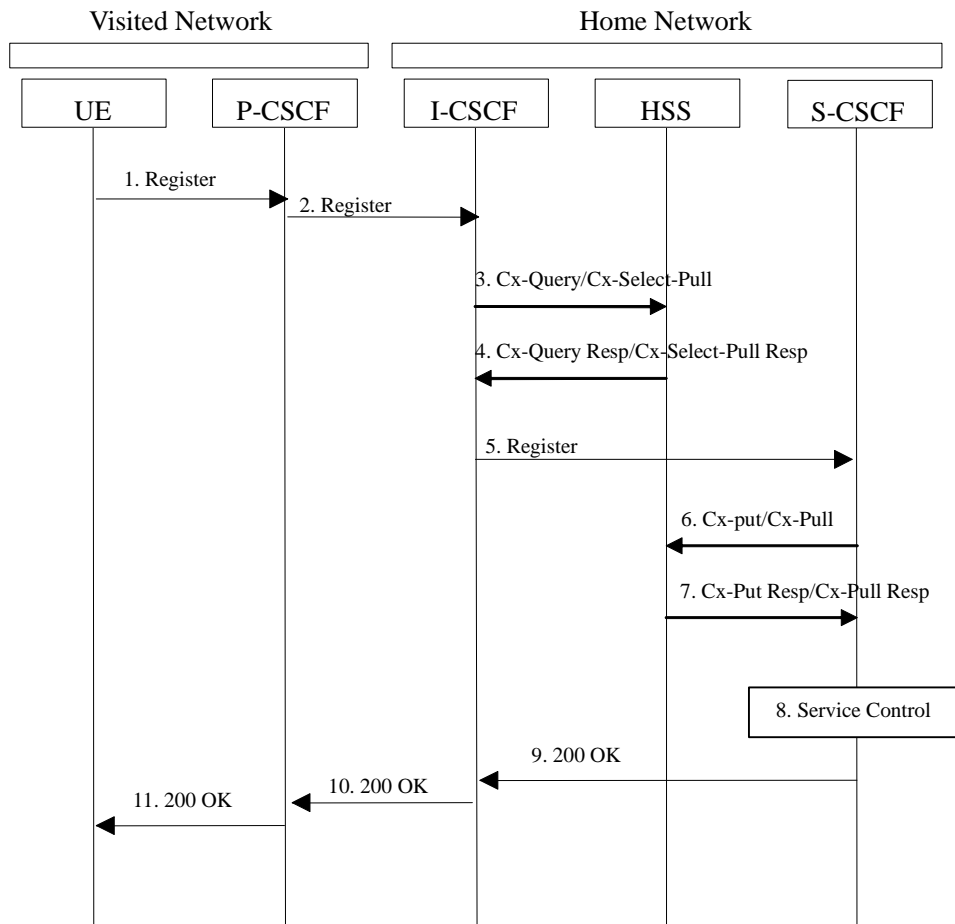 Visited Network
Home Network
UE
P-CSCF
I-CSCF
HSS
S-CSCF
1. Register
2. Register
3. Cx-Query/Cx-Select-Pull
4. Cx-Query Resp/Cx-Select-Pull Resp
5. Register
6. Cx-put/Cx-Pull
7. Cx-Put Resp/Cx-Pull Resp
8. Service Control
9. 200 OK
10. 200 OK
11. 200 OK